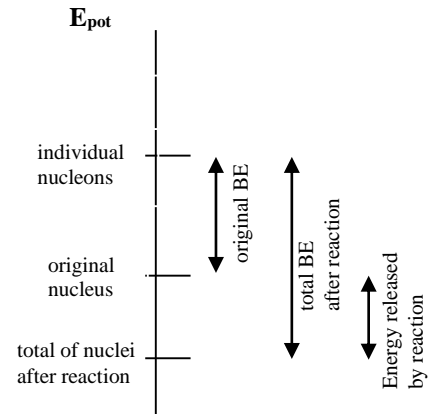 E_pot
individual
nucleons
original
nucleus
total of nuclei
after reaction
original BE
total BE
after reaction
Energy released
by reaction